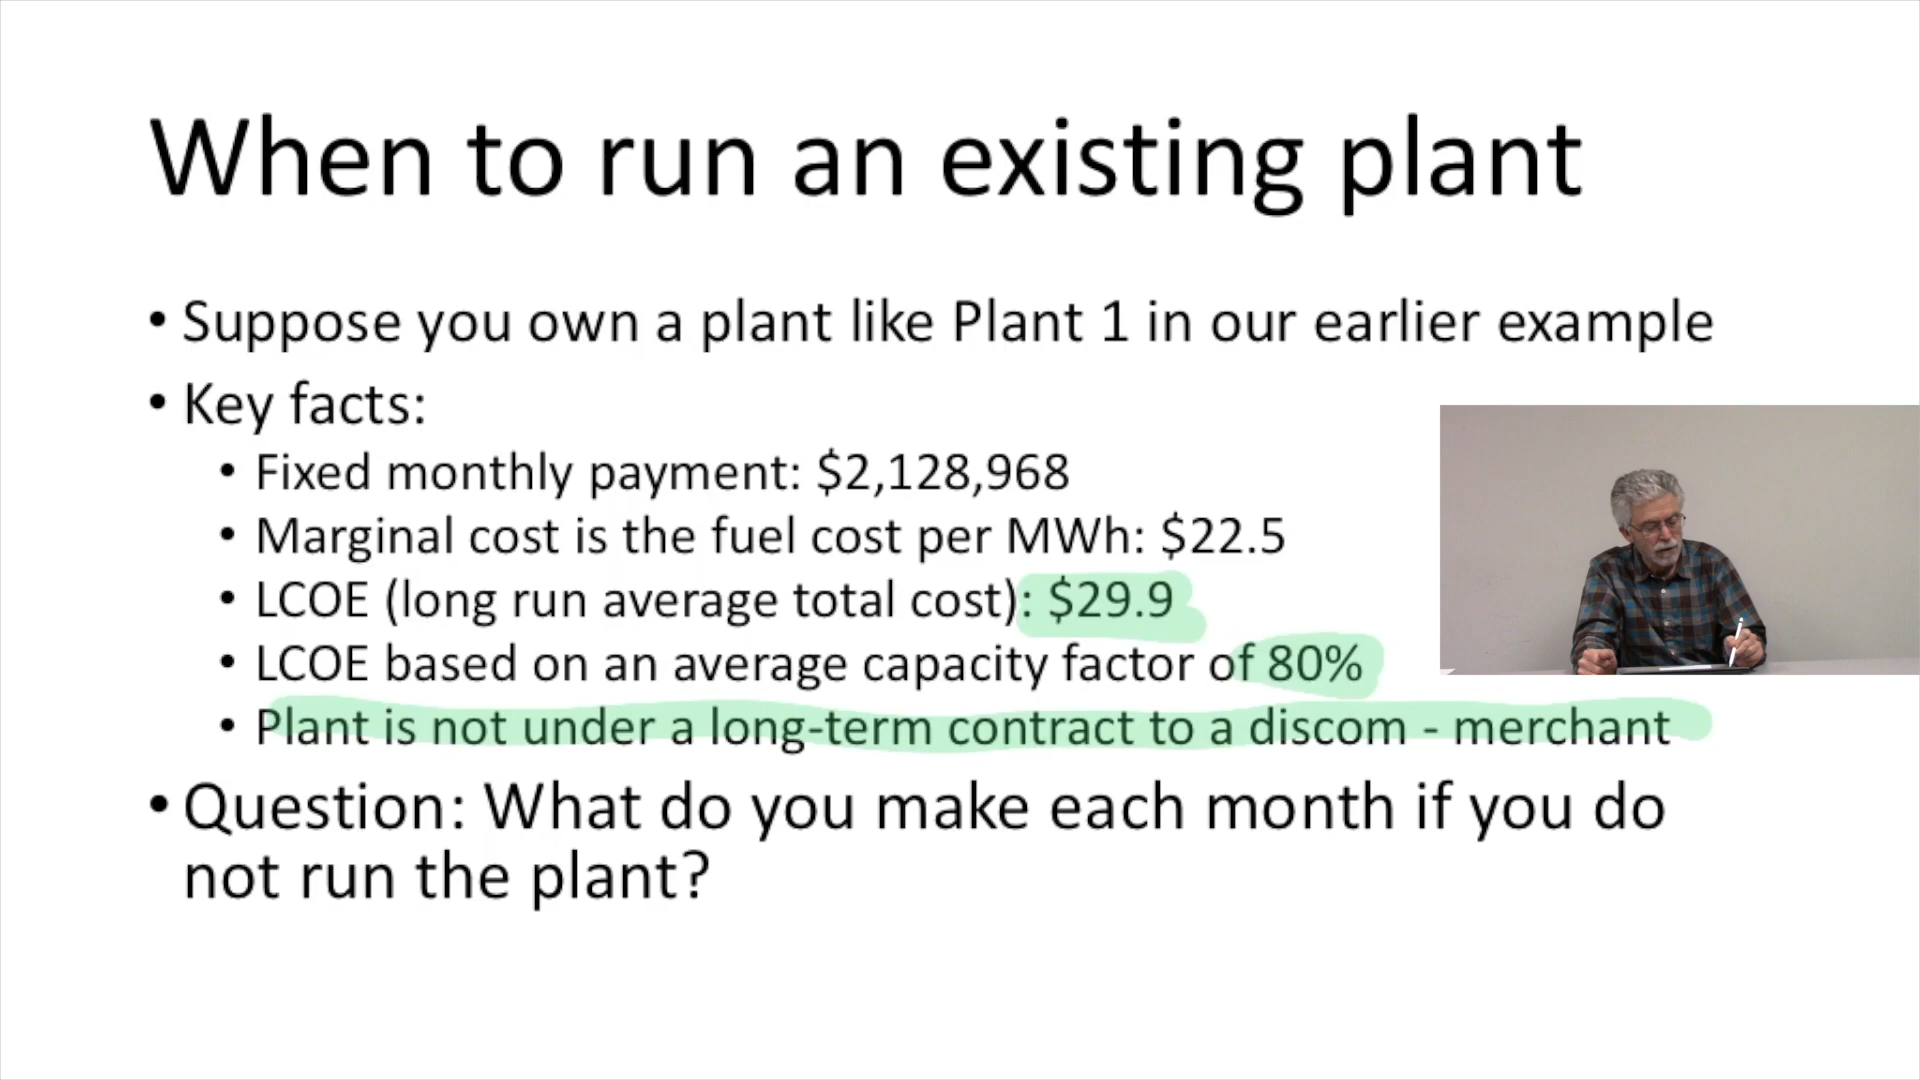 When to run an existing plant
• Suppose you own a plant like Plant 1 in our earlier example
• Key facts:
• Fixed monthly payment: $2,128,968
• Marginal cost is the fuel cost per MWh: $22.5
• LCOE (long run average total cost): $29.9
• LCOE based on an average capacity factor of 80%
• Plant is not under a long-term contract to a discom - merchant
• Question: What do you make each month if you do
not run the plant?